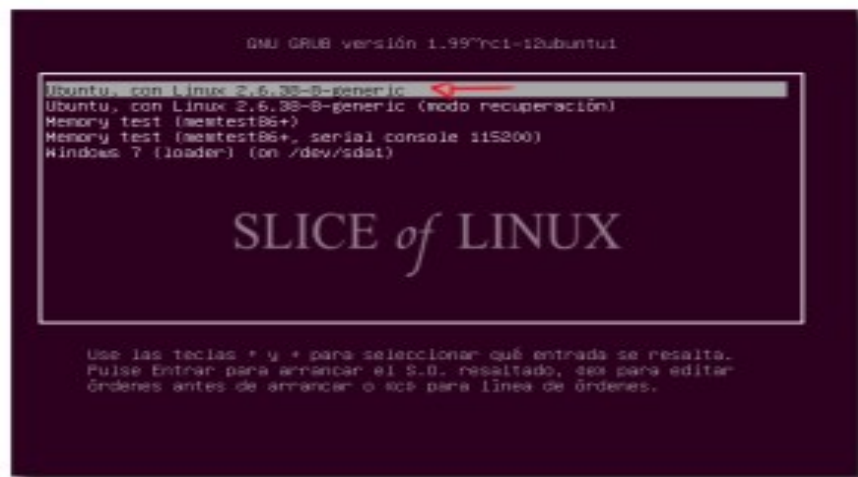 GNU GRUB versión 1.99~rc1-12ubuntu1
Ubuntu, con Linux 2.6.38-8-generic
Ubuntu, con Linux 2.6.38-8-generic (modo recuperación)
Memory test (memtest86+)
Memory test (memtest86+, serial console 115200)
Windows 7 (loader) (on /dev/sda1)
SLICE of LINUX
Use las teclas y para seleccionar qué entrada se resalta.
Pulse Entrar para arrancar el S.O. resaltado, «e» para editar
órdenes antes de arrancar o «c» para línea de órdenes.